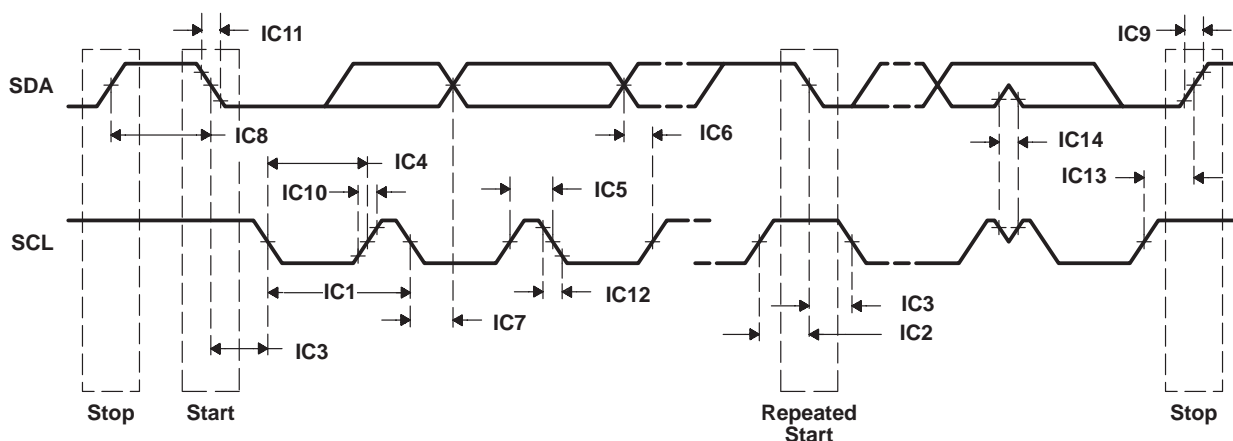 IC11
IC9
SDA
IC8
IC6
IC4
IC14
IC10
IC5
IC13
SCL
IC1
IC12
IC3
IC7
IC2
IC3
Stop
Start
Repeated
Start
Stop